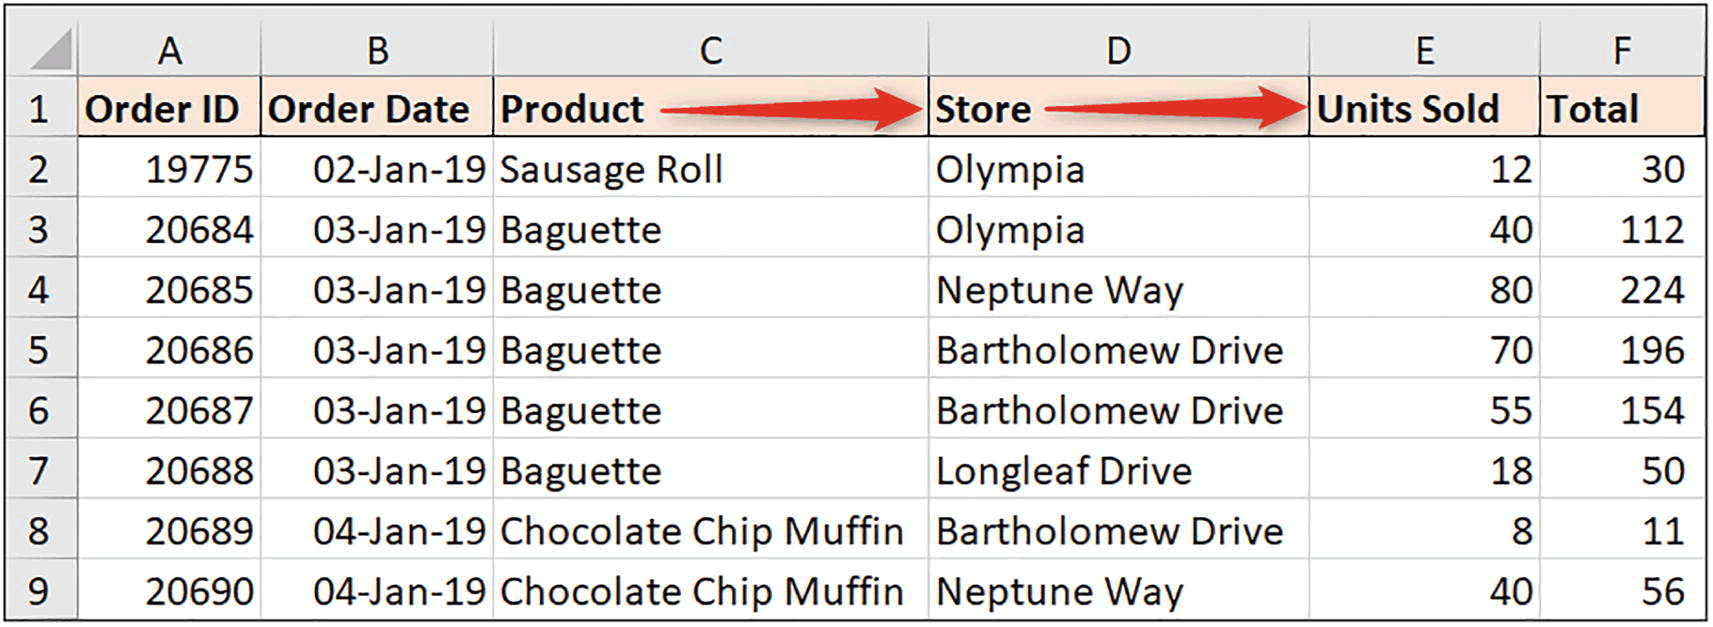 A B C D E F
1 Order ID Order Date Product Store Units Sold Total
2 19775 02-Jan-19 Sausage Roll Olympia 12 30
3 20684 03-Jan-19 Baguette Olympia 40 112
4 20685 03-Jan-19 Baguette Neptune Way 80 224
5 20686 03-Jan-19 Baguette Bartholomew Drive 70 196
6 20687 03-Jan-19 Baguette Bartholomew Drive 55 154
7 20688 03-Jan-19 Baguette Longleaf Drive 18 50
8 20689 04-Jan-19 Chocolate Chip Muffin Bartholomew Drive 8 11
9 20690 04-Jan-19 Chocolate Chip Muffin Neptune Way 40 56